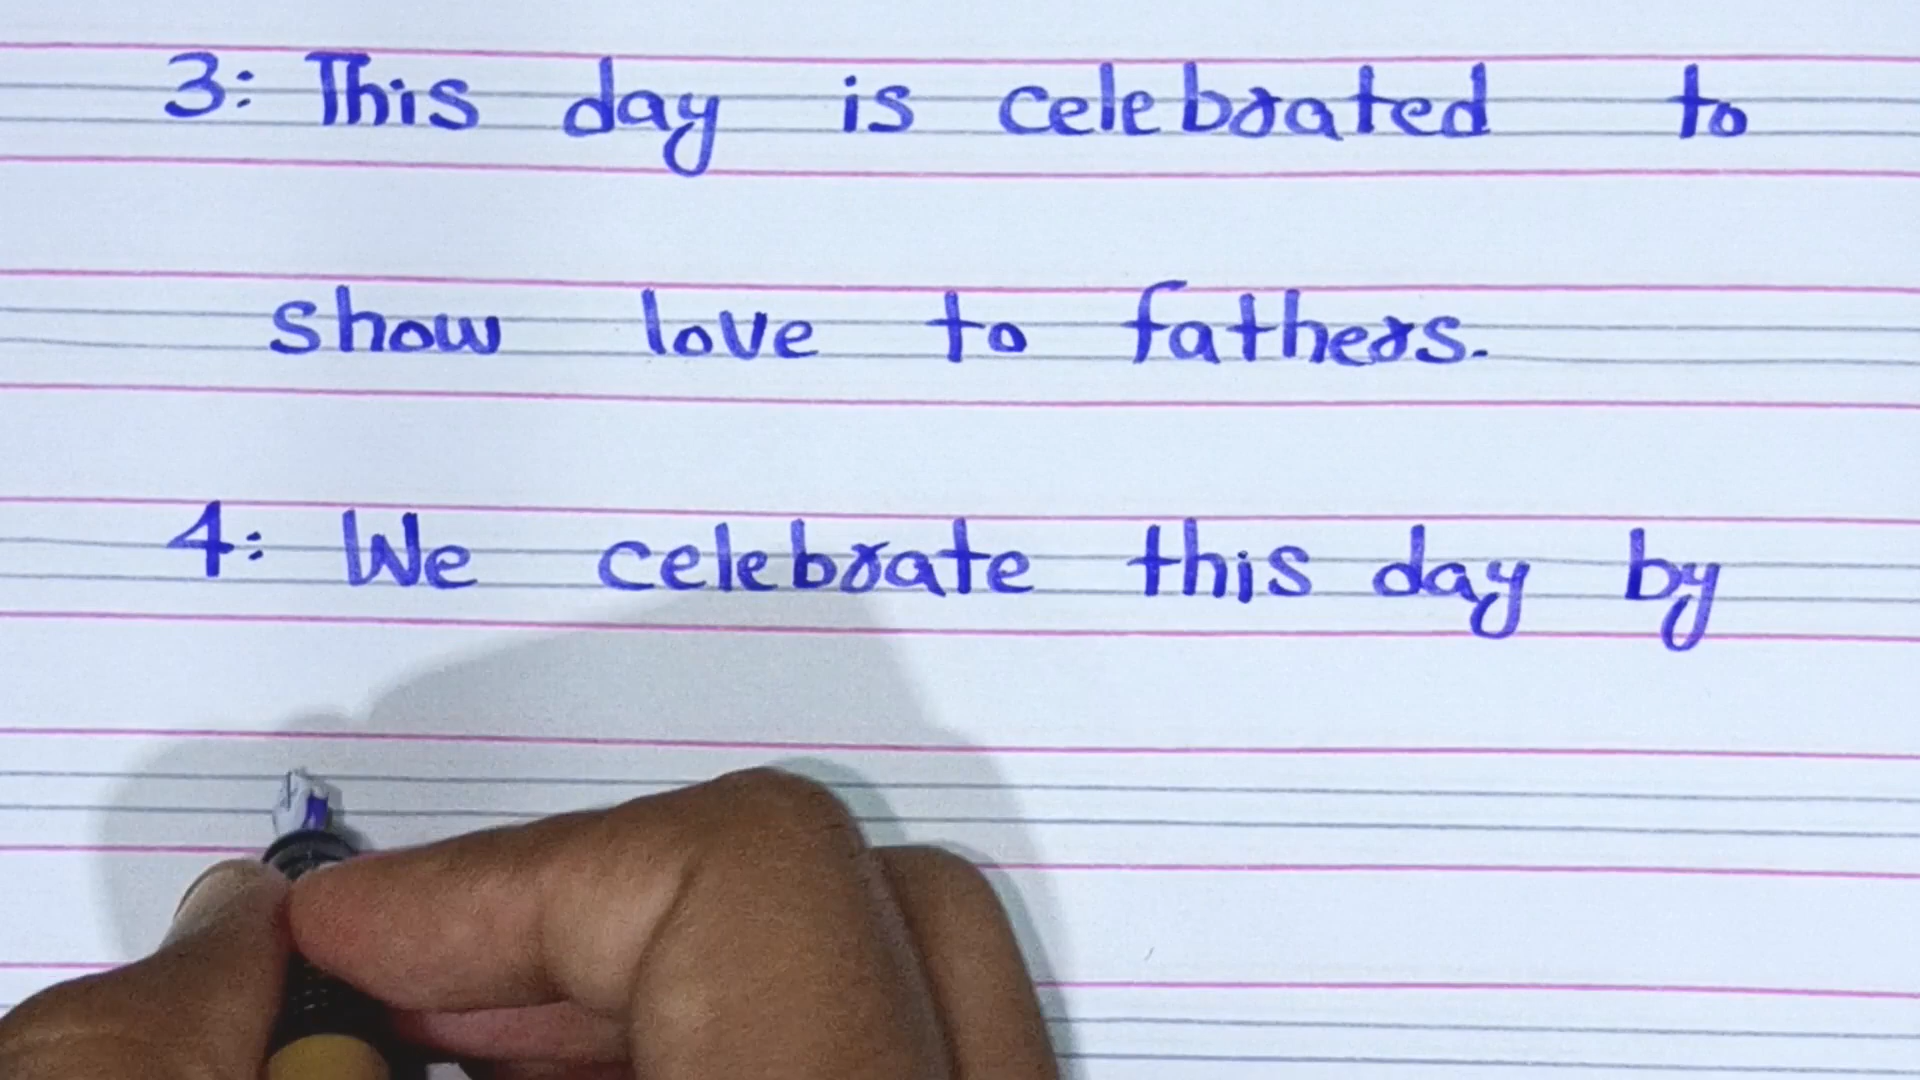 3: This day is celebrated to
show love to fathers.
4: We celebrate this day by